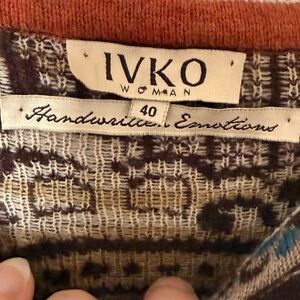 IVKO
WOMAN
40
Handwritten Emotions